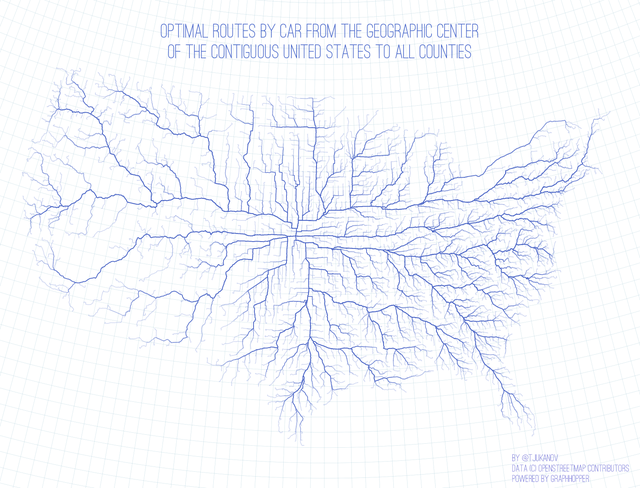 OPTIMAL ROUTES BY CAR FROM THE GEOGRAPHIC CENTER
OF THE CONTIGUOUS UNITED STATES TO ALL COUNTIES
BY @TJUKANOV
DATA (C) OPENSTREETMAP CONTRIBUTORS
POWERED BY GRAPHHOPPER